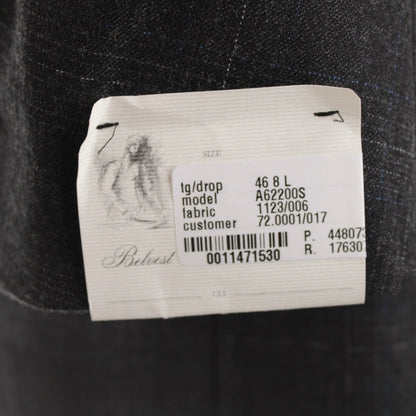 SIZE
tg/drop 46 8 L
model A62200S
fabric 1123/006
customer 72.0001/017
P. 448073
R. 17630
0011471530
Belvest